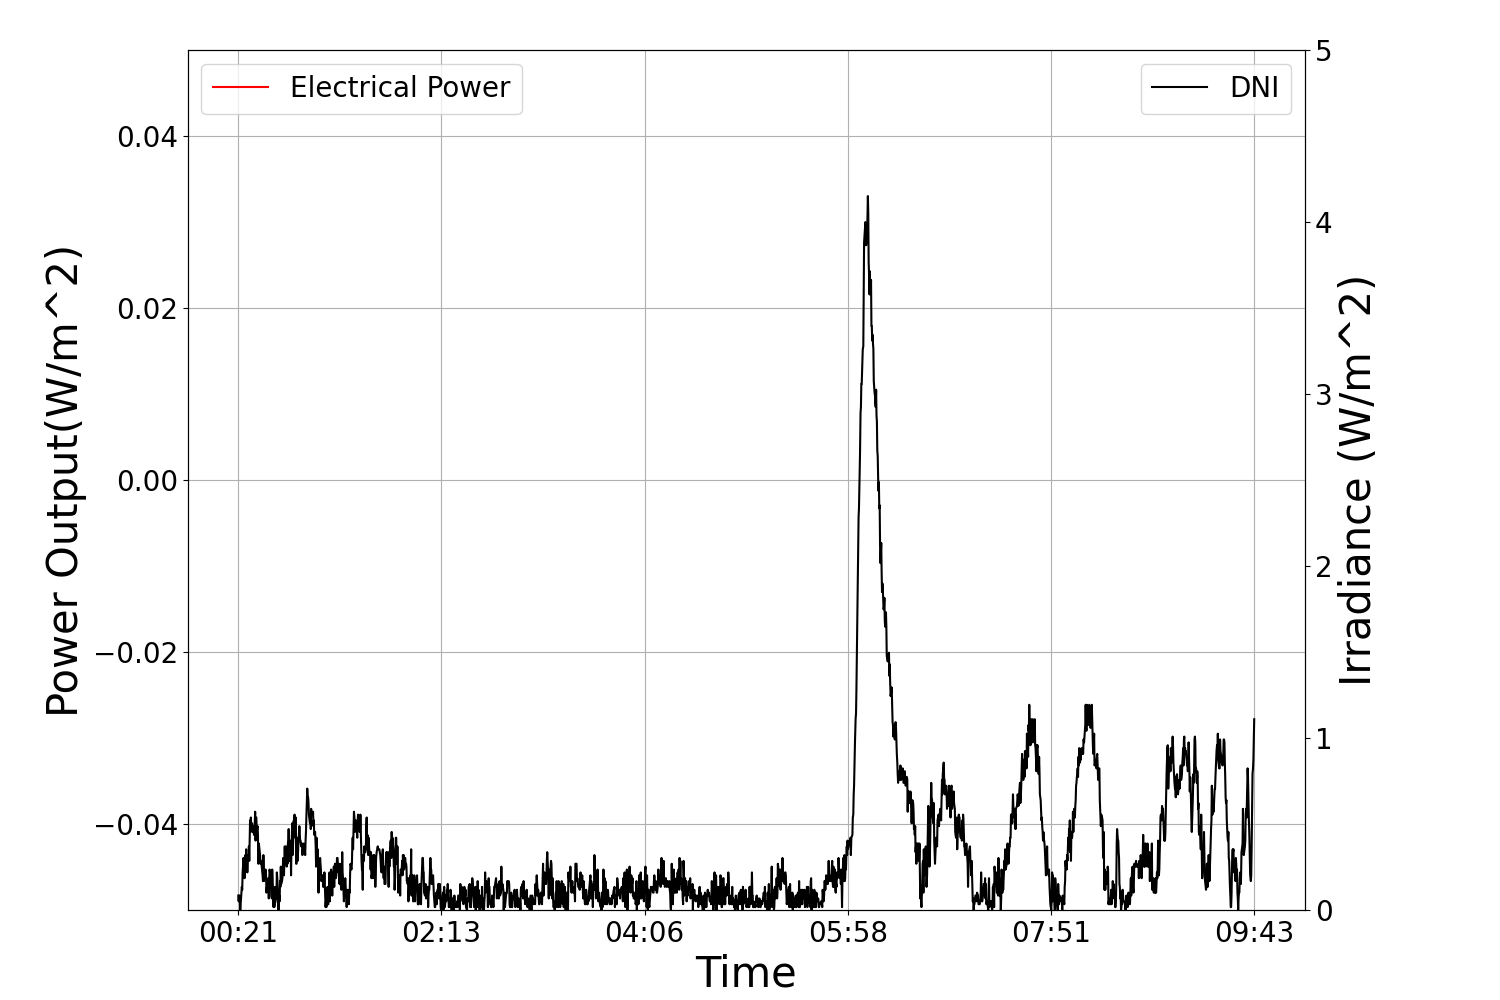 Electrical Power
DNI
5
0.04
4
0.02
3
0.00
2
−0.02
1
−0.04
0
Power Output(W/m^2)
Irradiance (W/m^2)
00:21 02:13 04:06 05:58 07:51 09:43
Time